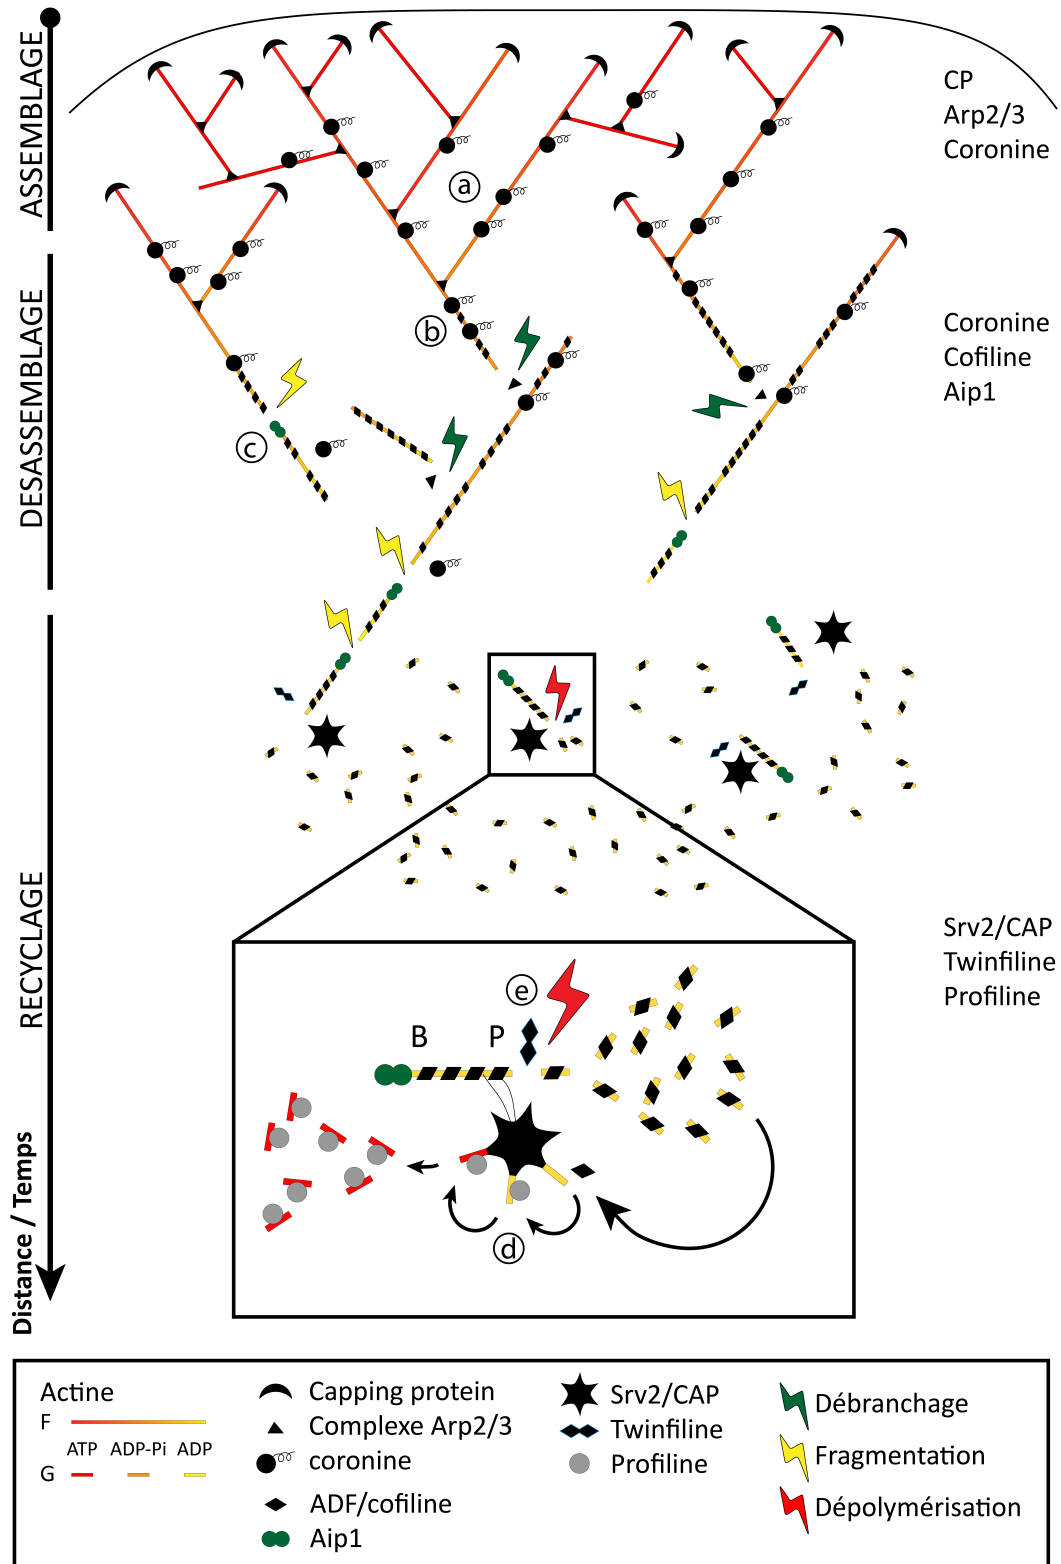 ASSEMBLAGE
CP
Arp2/3
Coronine
a
DESASSEMBLAGE
b
c
Coronine
Cofiline
Aip1
RECYCLAGE
Srv2/CAP
Twinfiline
Profiline
e
B P
d
Distance / Temps
Actine
F
ATP ADP-Pi ADP
G
Capping protein
Complexe Arp2/3
coronine
ADF/cofiline
Aip1
Srv2/CAP
Twinfiline
Profiline
Débranchage
Fragmentation
Dépolymérisation